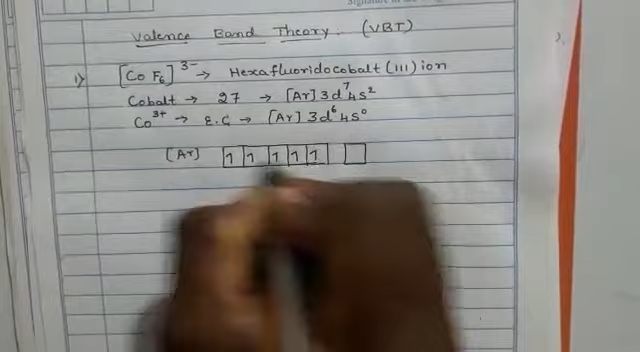 Valence Band Theory. (VBT)
1) [Co F₆]³⁻ → Hexafluoridocobalt (III) ion
Cobalt → 27 → [Ar] 3d⁷ 4s²
Co³⁺ → E.C → [Ar] 3d⁶ 4s⁰
[Ar] 1 1 1 1 1